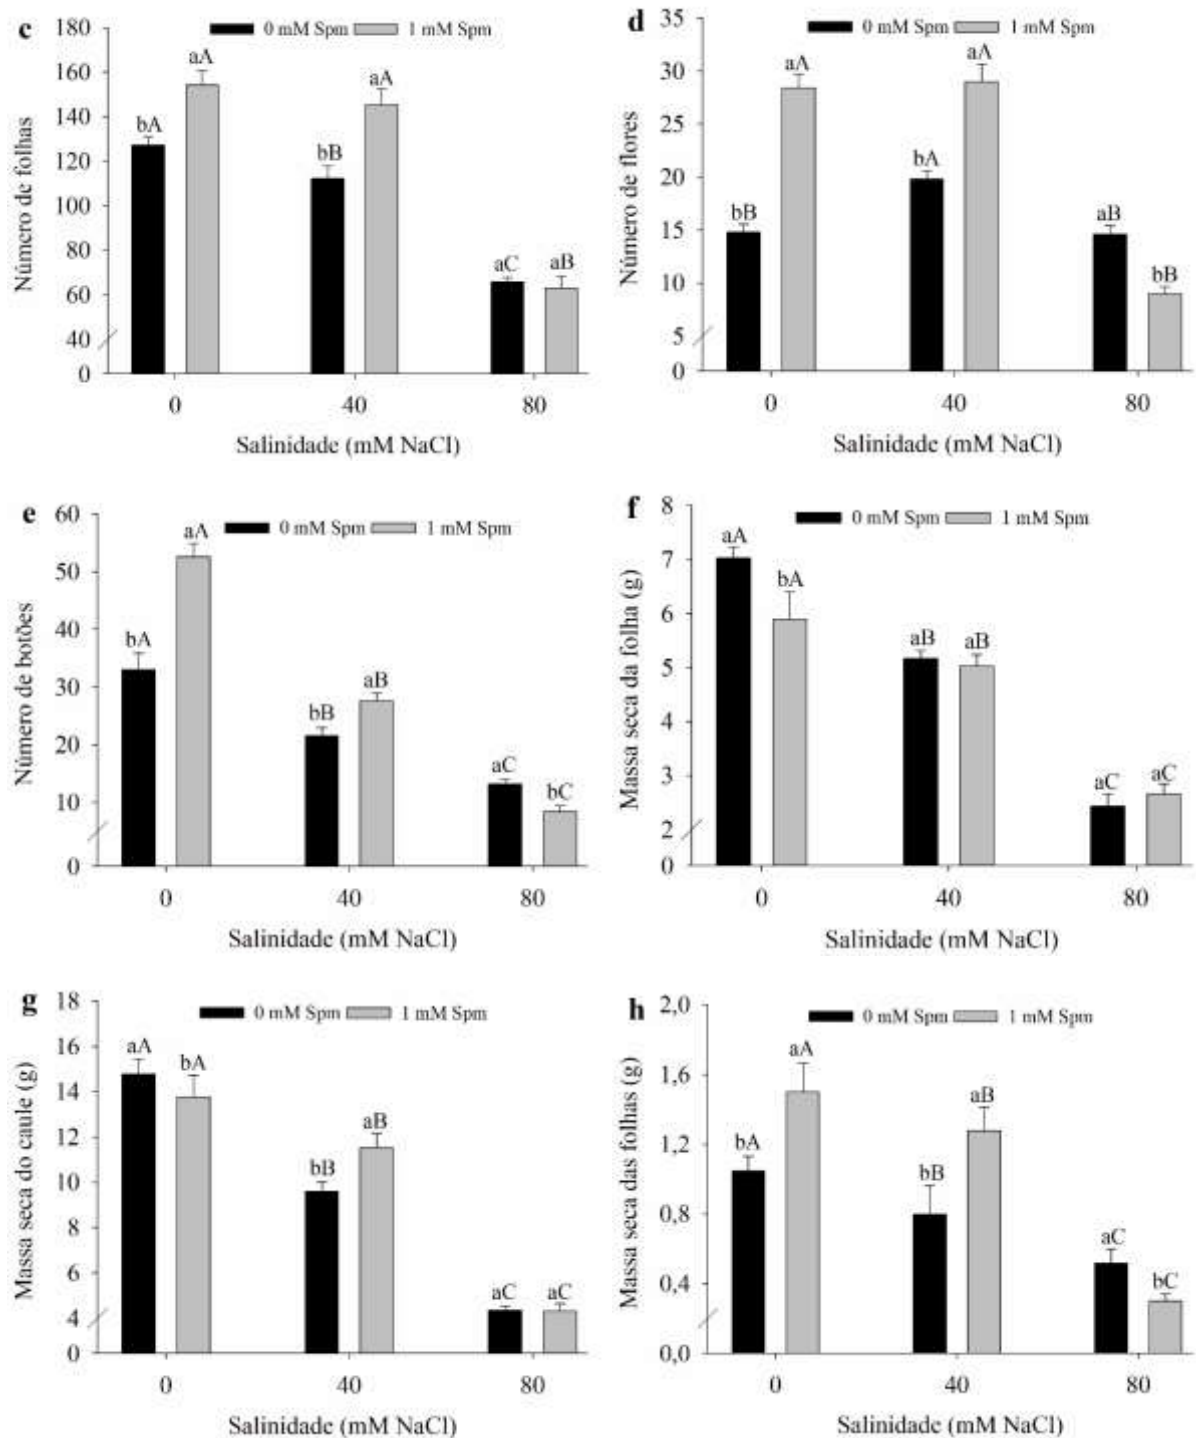 c
0 mM Spm 1 mM Spm
Número de folhas
180
160
140
120
100
80
60
40
0
bA aA bB aA aC aB
0 40 80
Salinidade (mM NaCl)
d
0 mM Spm 1 mM Spm
Número de flores
35
30
25
20
15
10
5
0
bB aA bA aA aB bB
0 40 80
Salinidade (mM NaCl)
e
0 mM Spm 1 mM Spm
Número de botões
60
50
40
30
20
10
0
bA aA bB aB aC bC
0 40 80
Salinidade (mM NaCl)
f
0 mM Spm 1 mM Spm
Massa seca da folha (g)
8
7
6
5
4
3
2
0
aA bA aB aB aC aC
0 40 80
Salinidade (mM NaCl)
g
0 mM Spm 1 mM Spm
Massa seca do caule (g)
18
16
14
12
10
8
6
4
0
aA bA bB aB aC aC
0 40 80
Salinidade (mM NaCl)
h
0 mM Spm 1 mM Spm
Massa seca das folhas (g)
2,0
1,6
1,2
0,8
0,4
0,0
bA aA bB aB aC bC
0 40 80
Salinidade (mM NaCl)